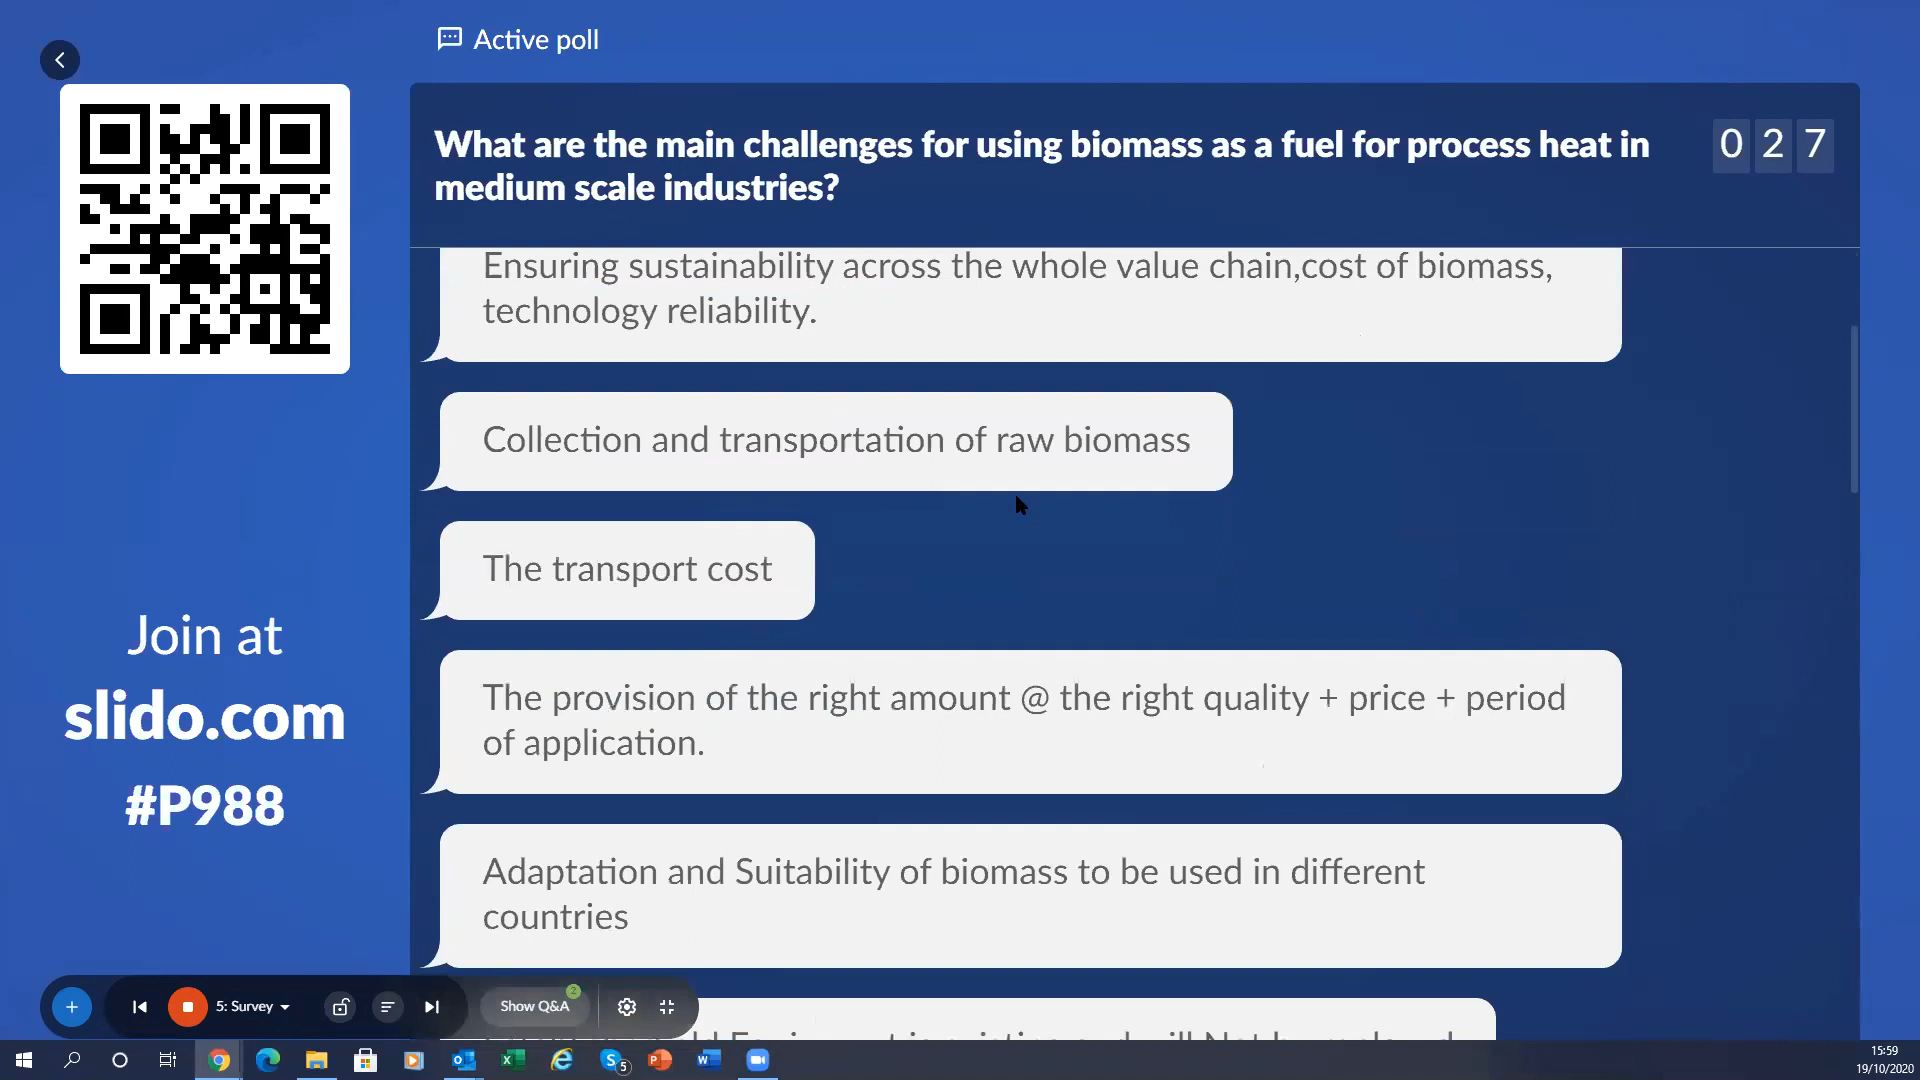 Active poll
What are the main challenges for using biomass as a fuel for process heat in
medium scale industries?
0 2 7
Ensuring sustainability across the whole value chain,cost of biomass,
technology reliability.
Collection and transportation of raw biomass
The transport cost
The provision of the right amount @ the right quality + price + period
of application.
Adaptation and Suitability of biomass to be used in different
countries
Join at
slido.com
#P988
5: Survey
Show Q&A
2
5
15:59
19/10/2020